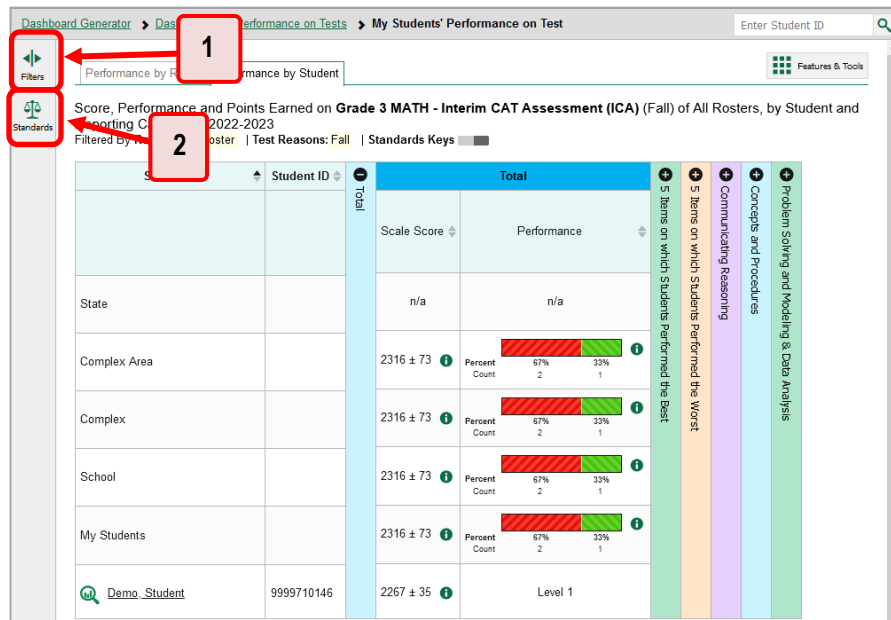 Dashboard Generator > Das Performance on Tests > My Students' Performance on Test
Enter Student ID
1
Filters
Performance by R
mance by Student
Features & Tools
Standards
Score, Performance and Points Earned on Grade 3 MATH - Interim CAT Assessment (ICA) (Fall) of All Rosters, by Student and
2022-2023
Filtered By oster | Test Reasons: Fall | Standards Keys
2
Student ID
Total
Total
Scale Score
Performance
5 Items on which Students Performed the Best
5 Items on which Students Performed the Worst
Communicating Reasoning
Concepts and Procedures
Problem Solving and Modeling & Data Analysis
State
n/a
n/a
Complex Area
2316 ± 73
Percent 67% 33%
Count 2 1
Complex
2316 ± 73
Percent 67% 33%
Count 2 1
School
2316 ± 73
Percent 67% 33%
Count 2 1
My Students
2316 ± 73
Percent 67% 33%
Count 2 1
Demo, Student
9999710146
2267 ± 35
Level 1